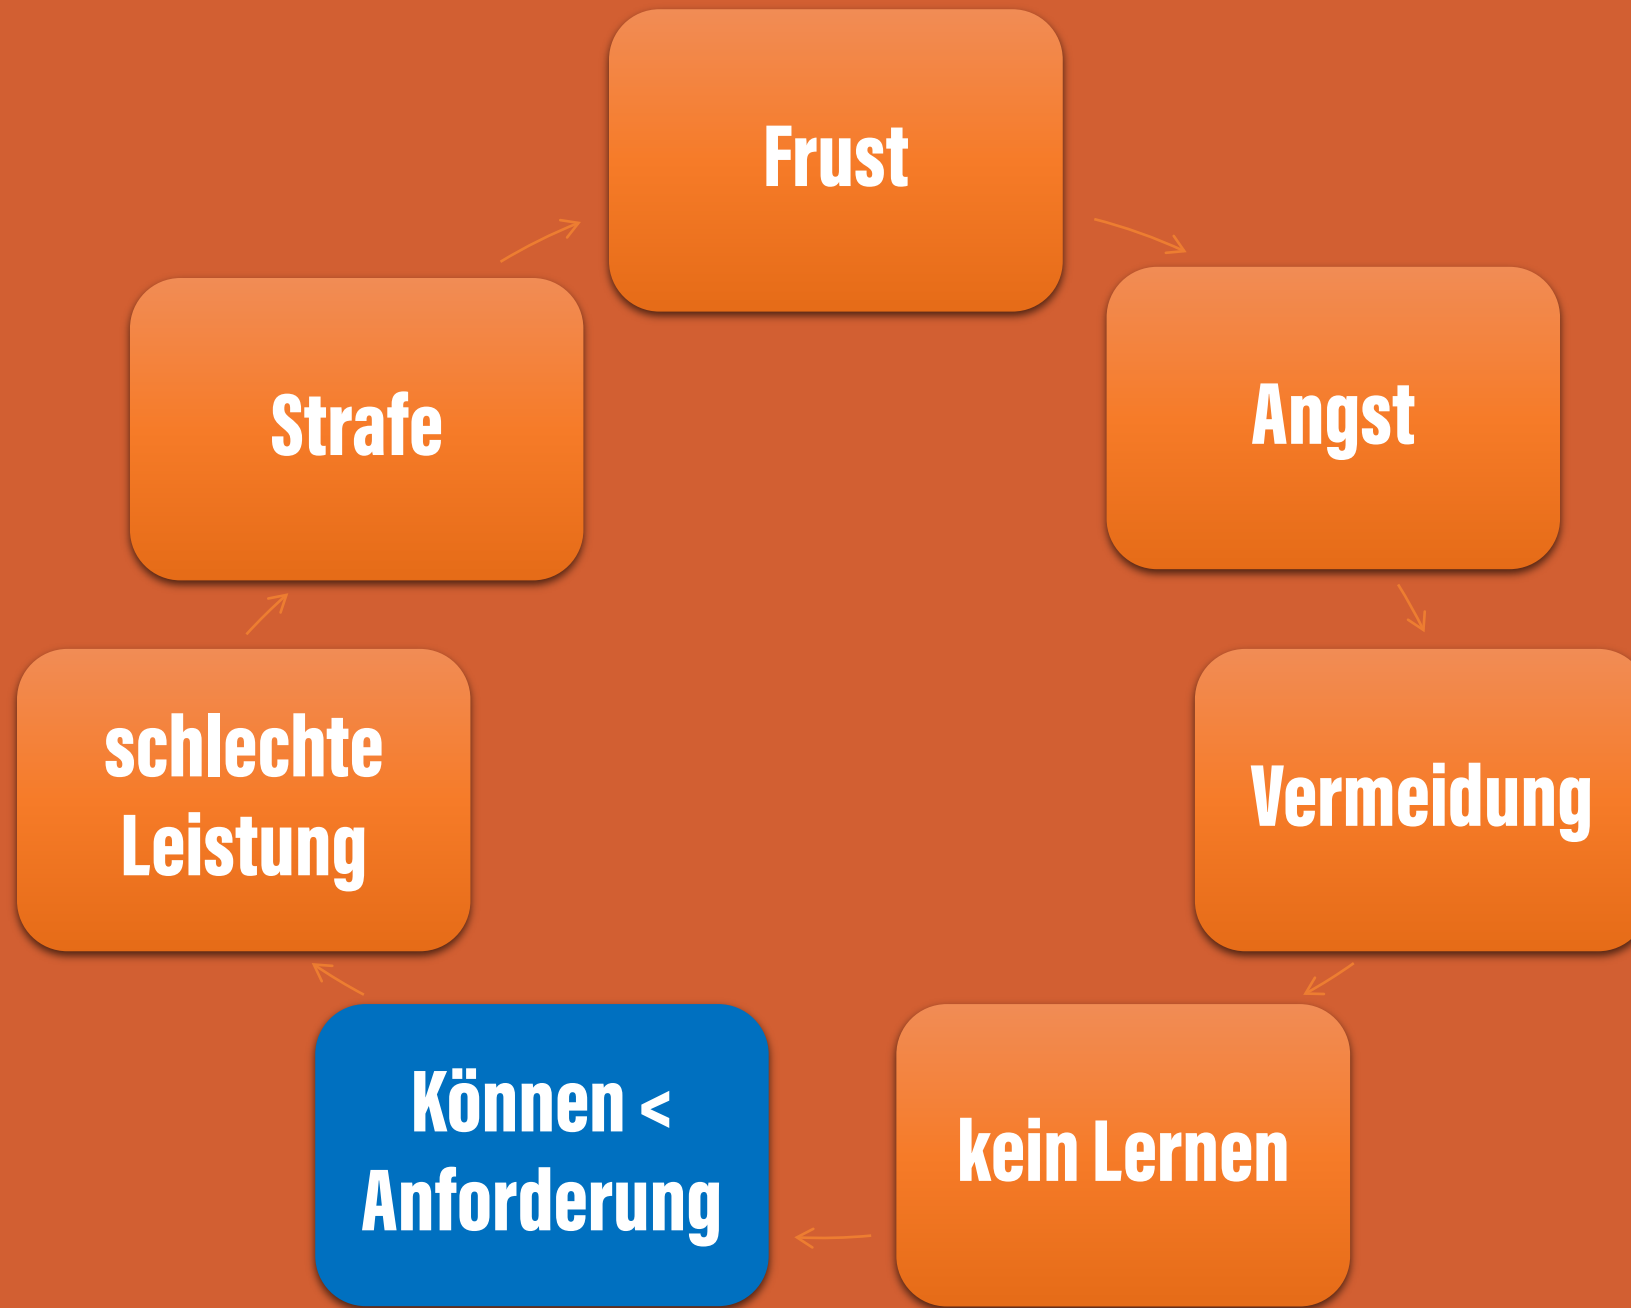 Frust
Angst
Vermeidung
kein Lernen
Können <
Anforderung
schlechte
Leistung
Strafe